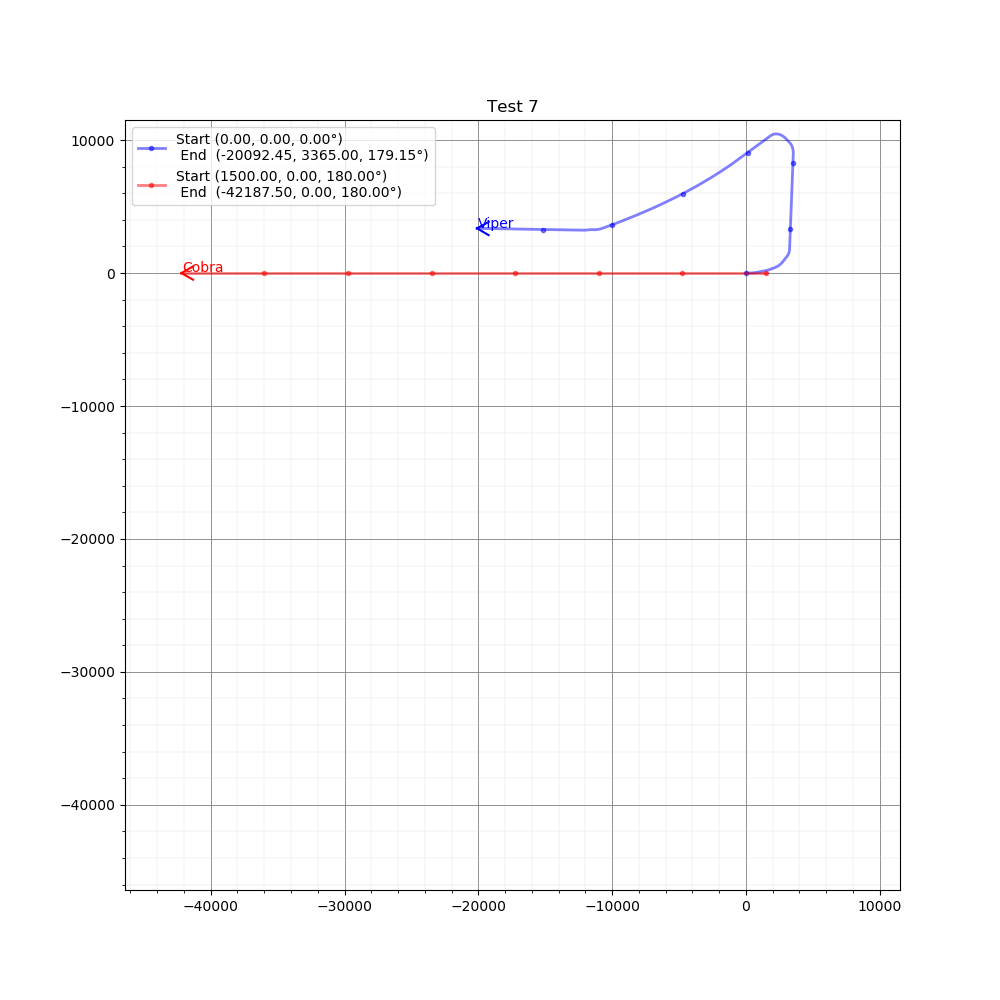 Test 7
Start (0.00, 0.00, 0.00°)
End (-20092.45, 3365.00, 179.15°)
Start (1500.00, 0.00, 180.00°)
End (-42187.50, 0.00, 180.00°)
10000
0
−10000
−20000
−30000
−40000
Viper
Cobra
−40000 −30000 −20000 −10000 0 10000